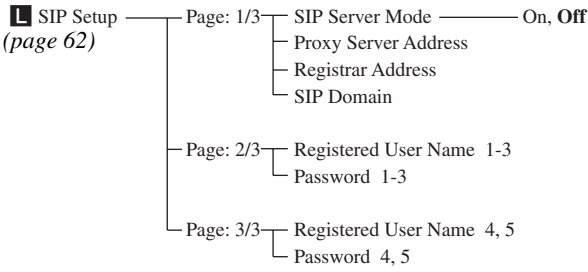 L SIP Setup Page: 1/3 SIP Server Mode On, Off
(page 62) Proxy Server Address
Registrar Address
SIP Domain
Page: 2/3 Registered User Name 1-3
Password 1-3
Page: 3/3 Registered User Name 4, 5
Password 4, 5